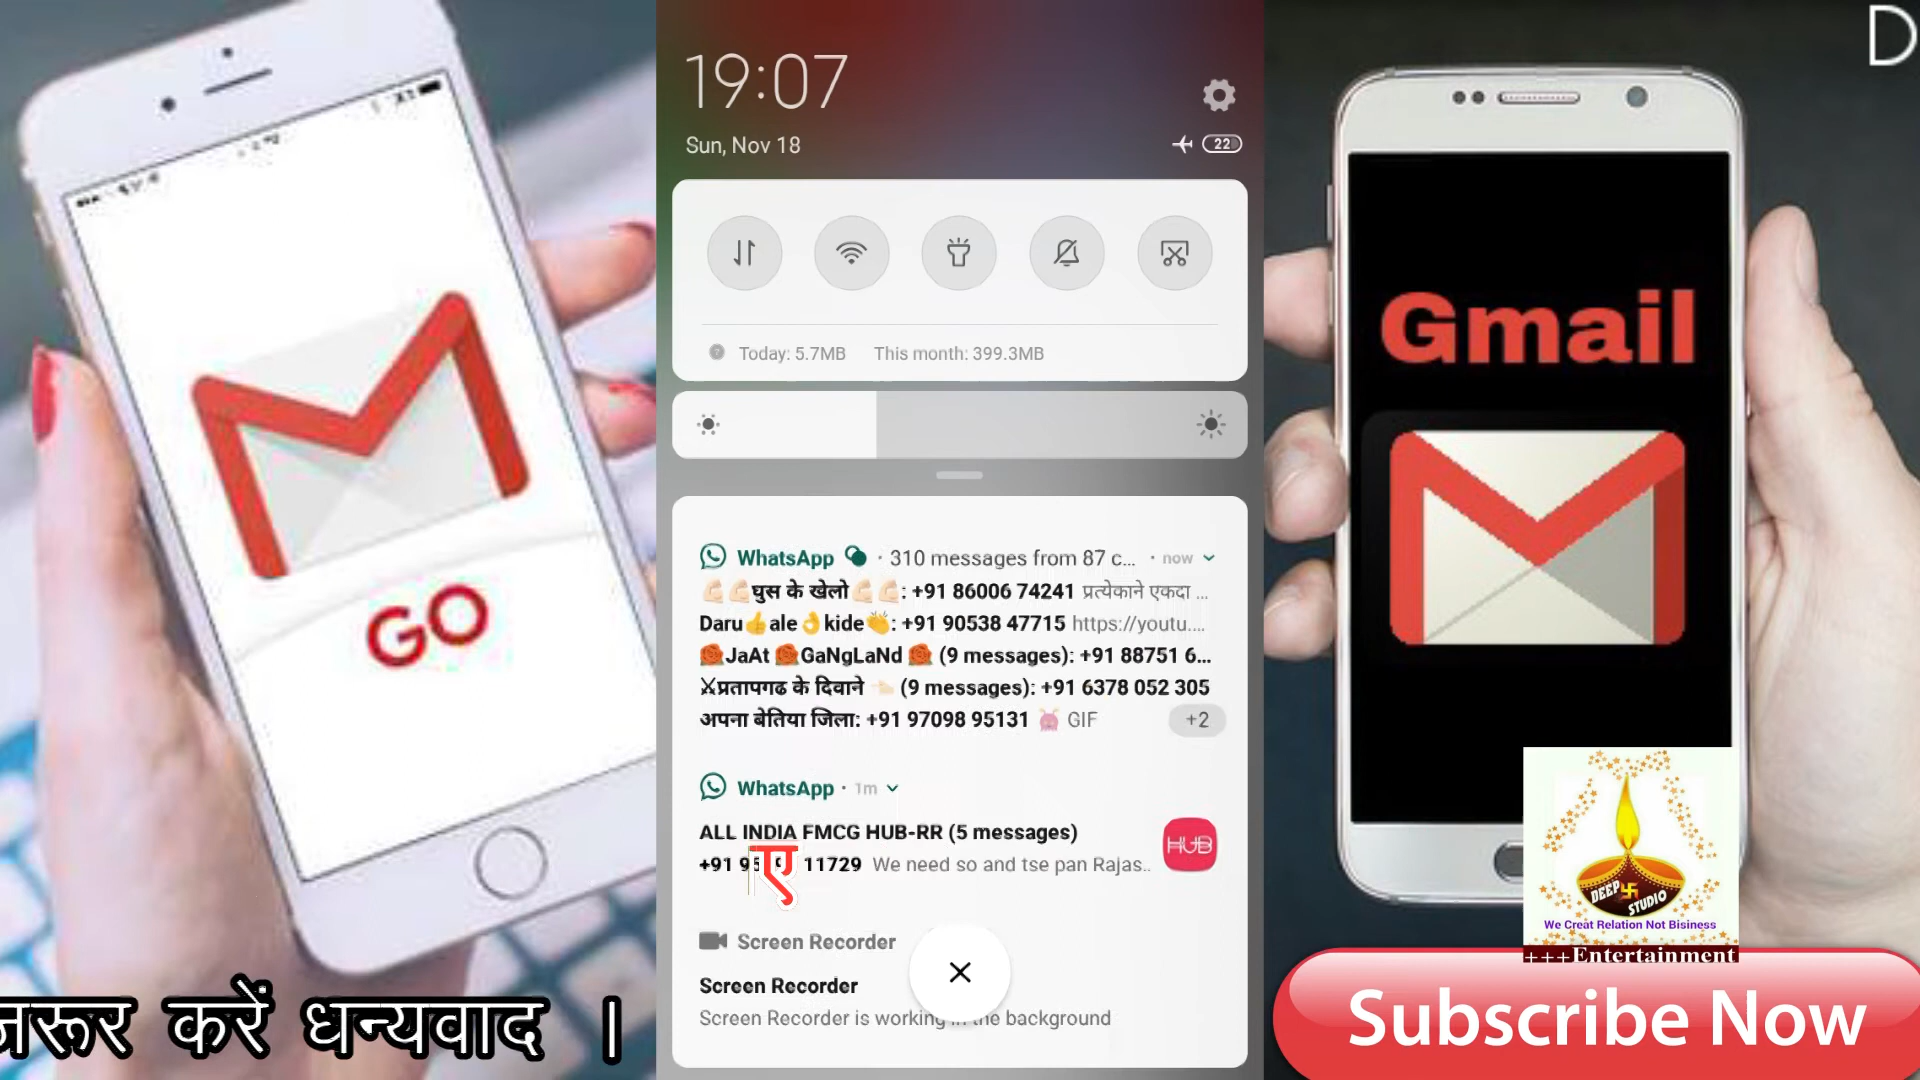 GO
जरूर करें धन्यवाद ।
19:07
Sun, Nov 18
22
Today: 5.7MB This month: 399.3MB
WhatsApp · 310 messages from 87 c... · now
💪🏻💪🏻घुस के खेलो💪🏻💪🏻: +91 86006 74241 प्रत्येकाने एकदा ...
Daru👍ale👌kide👏: +91 90538 47715 https://youtu....
🌹JaAt 🌹GaNgLaNd 🌹 (9 messages): +91 88751 6...
⚔प्रतापगढ के दिवाने (9 messages): +91 6378 052 305
अपना बेतिया जिला: +91 97098 95131 👾 GIF +2
WhatsApp · 1m
ALL INDIA FMCG HUB-RR (5 messages)
HUB
11729 We need so and tse pan Rajas..
ए
Screen Recorder
Screen Recorder
Screen Recorder is working in the background
D
Gmail
DEEP 卐 STUDIO
We Creat Relation Not Bisiness
+++Entertainment
Subscribe Now